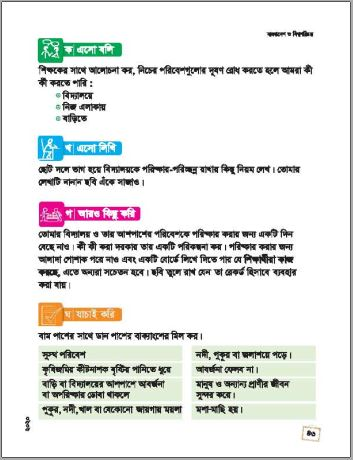 বাংলাদেশ ও বিশ্বপরিচয়
ক | এসো বলি
শিক্ষকের সাথে আলোচনা কর, নিচের পরিবেশগুলোর দূষণ রোধ করতে হলে আমরা কী
কী করতে পারি :
বিদ্যালয়ে
নিজ এলাকায়
বাড়িতে
খ | এসো লিখি
ছোট দলে ভাগ হয়ে বিদ্যালয়কে পরিষ্কার-পরিচ্ছন্ন রাখার কিছু নিয়ম লেখ। তোমার
লেখাটি নানান ছবি এঁকে সাজাও।
গ | আরও কিছু করি
তোমার বিদ্যালয় ও তার আশপাশের পরিবেশকে পরিষ্কার করার জন্য একটি দিন
বেছে নাও। কী কী করা দরকার তার একটি পরিকল্পনা কর। পরিষ্কার করার জন্য
আলাদা পোশাক পরে নাও এবং একটি বোর্ডে লিখে দিতে পার যে শিক্ষার্থীরা কাজ
করছে, এতে অন্যরা সচেতন হবে। ছবি তুলে রাখ যেন তা রেকর্ড হিসাবে ব্যবহার
করা যায়।
ঘ | যাচাই করি
বাম পাশের সাথে ডান পাশের বাক্যাংশের মিল কর।
সুস্থ পরিবেশ নদী, পুকুর বা জলাশয়ে পড়ে।
কৃষিজমির কীটনাশক বৃষ্টির পানিতে ধুয়ে আবর্জনা ফেলব না।
বাড়ি বা বিদ্যালয়ের আশপাশে আবর্জনা মানুষ ও অন্যান্য প্রাণীর জীবন
বা অপরিষ্কার ডোবা থাকলে সুন্দর করে।
পুকুর, নদী,খাল বা যেকোনো জায়গায় ময়লা মশা-মাছি হয়।
৪৩